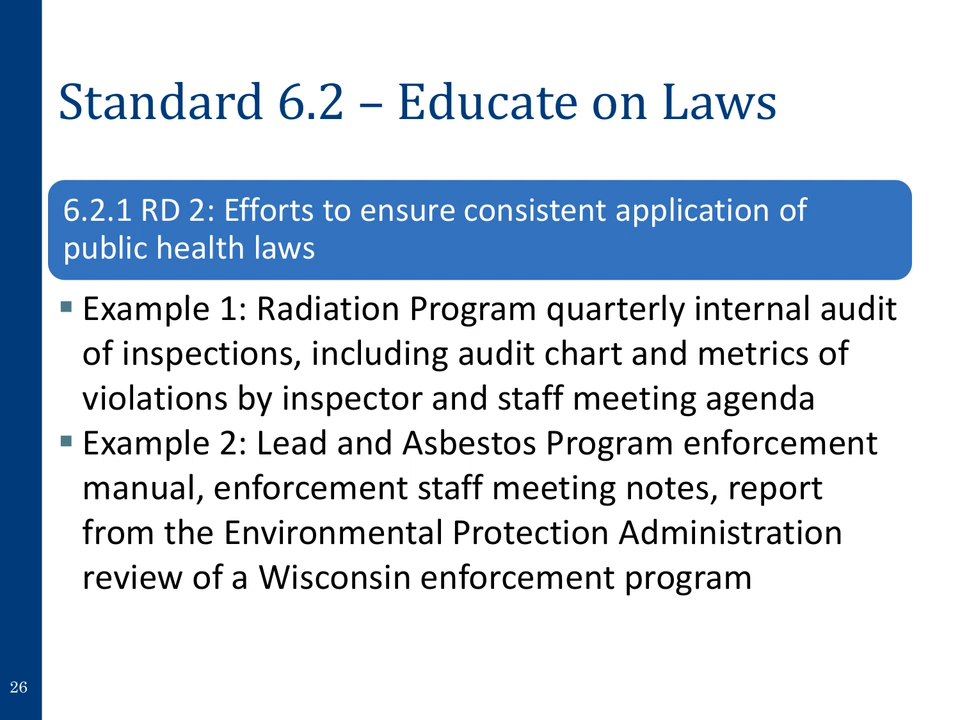 Standard 6.2 – Educate on Laws
6.2.1 RD 2: Efforts to ensure consistent application of
public health laws
▪ Example 1: Radiation Program quarterly internal audit
of inspections, including audit chart and metrics of
violations by inspector and staff meeting agenda
▪ Example 2: Lead and Asbestos Program enforcement
manual, enforcement staff meeting notes, report
from the Environmental Protection Administration
review of a Wisconsin enforcement program
26